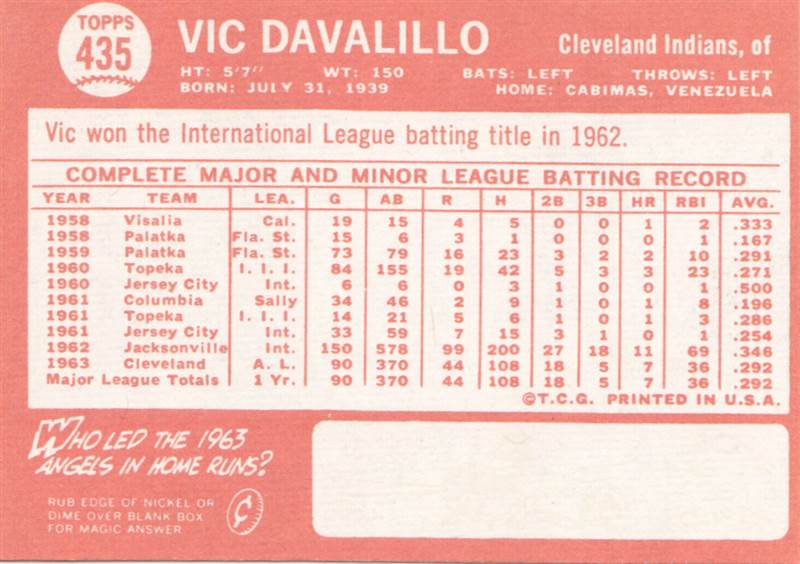 TOPPS
435
VIC DAVALILLO
Cleveland Indians, of
HT: 5'7" WT: 150 BATS: LEFT THROWS: LEFT
BORN: JULY 31, 1939 HOME: CABIMAS, VENEZUELA
Vic won the International League batting title in 1962.
COMPLETE MAJOR AND MINOR LEAGUE BATTING RECORD
YEAR TEAM LEA. G AB R H 2B 3B HR RBI AVG.
1958 Visalia Cal. 19 15 4 5 0 0 1 2 .333
1958 Palatka Fla. St. 15 6 3 1 0 0 0 1 .167
1959 Palatka Fla. St. 73 79 16 23 3 2 2 10 .291
1960 Topeka I. I. I. 84 155 19 42 5 3 3 23 .271
1960 Jersey City Int. 6 6 0 3 1 0 0 1 .500
1961 Columbia Sally 34 46 2 9 1 0 1 8 .196
1961 Topeka I. I. I. 14 21 5 6 1 0 1 3 .286
1961 Jersey City Int. 33 59 7 15 3 1 0 1 .254
1962 Jacksonville Int. 150 578 99 200 27 18 11 69 .346
1963 Cleveland A. L. 90 370 44 108 18 5 7 36 .292
Major League Totals 1 Yr. 90 370 44 108 18 5 7 36 .292
©T.C.G. PRINTED IN U.S.A.
WHO LED THE 1963
ANGELS IN HOME RUNS?
RUB EDGE OF NICKEL OR
DIME OVER BLANK BOX
FOR MAGIC ANSWER
¢